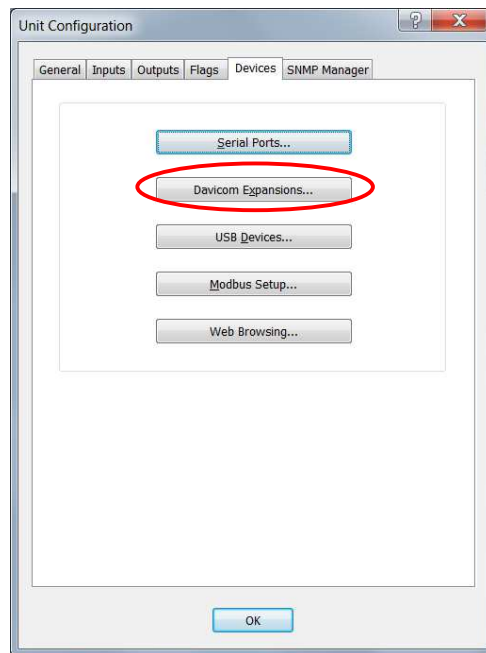 Unit Configuration
General Inputs Outputs Flags Devices SNMP Manager
Serial Ports...
Davicom Expansions...
USB Devices...
Modbus Setup...
Web Browsing...
OK